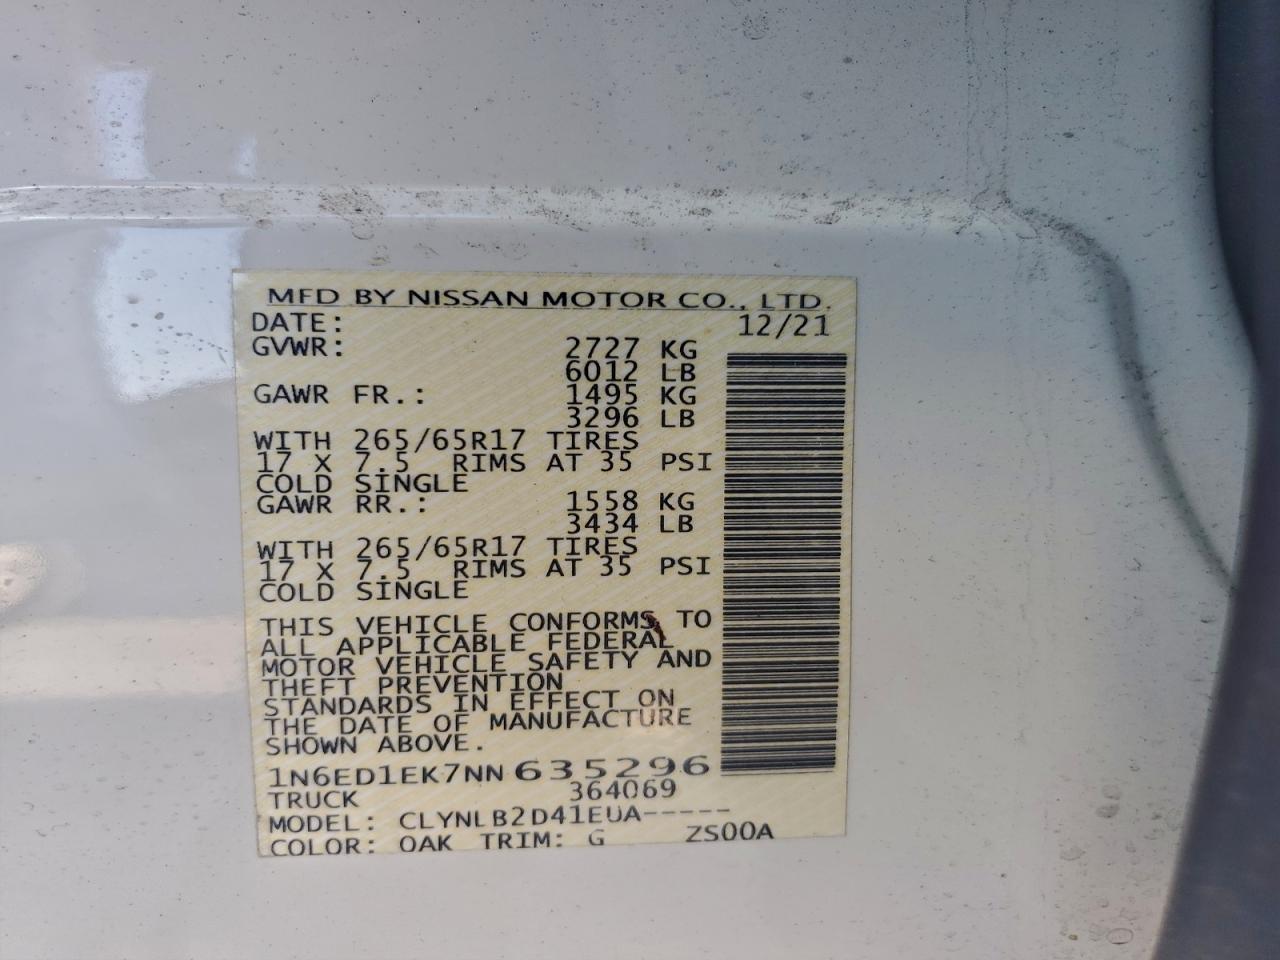 MFD BY NISSAN MOTOR CO., LTD.
DATE: 12/21
GVWR: 2727 KG
6012 LB
GAWR FR.: 1495 KG
3296 LB
WITH 265/65R17 TIRES
17 X 7.5 RIMS AT 35 PSI
COLD SINGLE
GAWR RR.: 1558 KG
3434 LB
WITH 265/65R17 TIRES
17 X 7.5 RIMS AT 35 PSI
COLD SINGLE
THIS VEHICLE CONFORMS TO
ALL APPLICABLE FEDERAL
MOTOR VEHICLE SAFETY AND
THEFT PREVENTION
STANDARDS IN EFFECT ON
THE DATE OF MANUFACTURE
SHOWN ABOVE.
1N6ED1EK7NN635296
TRUCK 364069
MODEL: CLYNLB2D41EUA-----
COLOR: OAK TRIM: G ZS00A